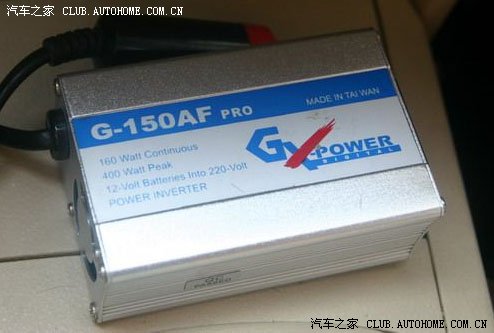 汽车之家 CLUB.AUTOHOME.COM.CN
G-150AF PRO
MADE IN TAI WAN
160 Watt Continuous
400 Watt Peak
12-Volt Batteries Into 220-Volt
POWER INVERTER
GX-POWER
DIGITAL
PASSED
汽车之家 CLUB.AUTOHOME.COM.CN